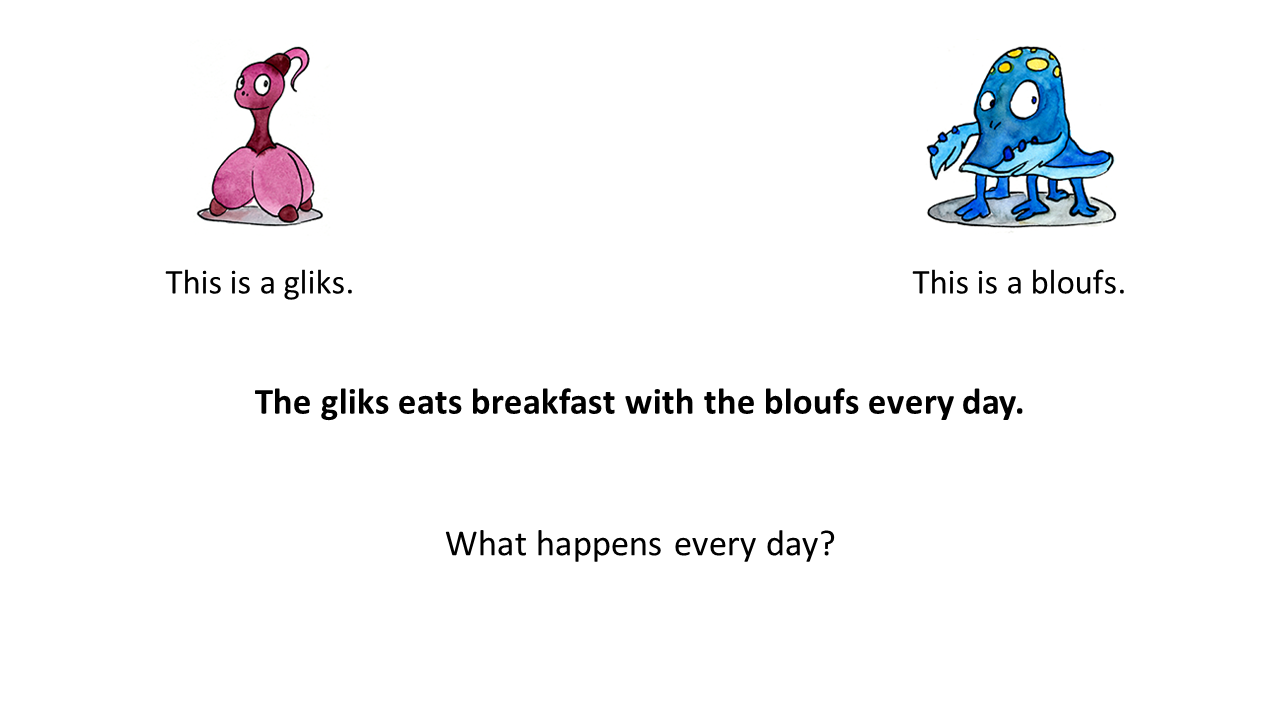 This is a gliks.
This is a bloufs.
The gliks eats breakfast with the bloufs every day.
What happens every day?